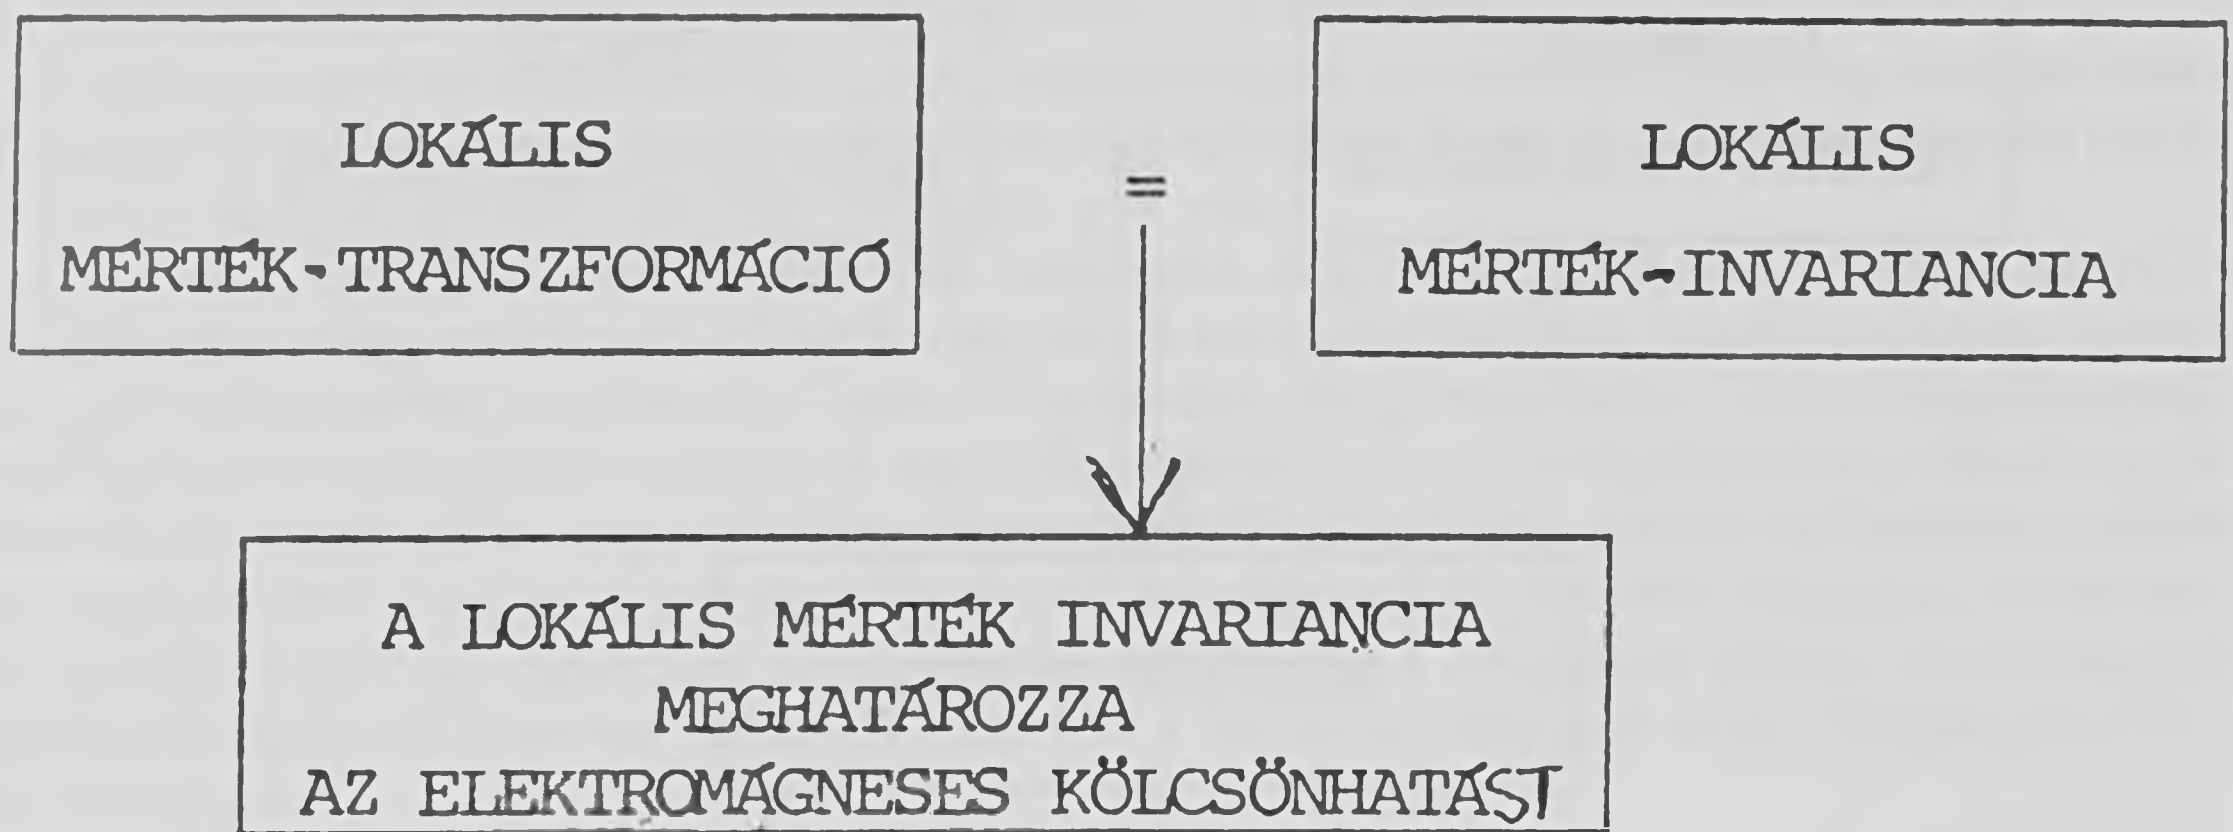 LOKÁLIS
MÉRTÉK-TRANSZFORMÁCIÓ
=
LOKÁLIS
MÉRTÉK-INVARIANCIA
A LOKÁLIS MÉRTÉK INVARIANCIA
MEGHATÁROZZA
AZ ELEKTROMÁGNESES KÖLCSÖNHATÁST